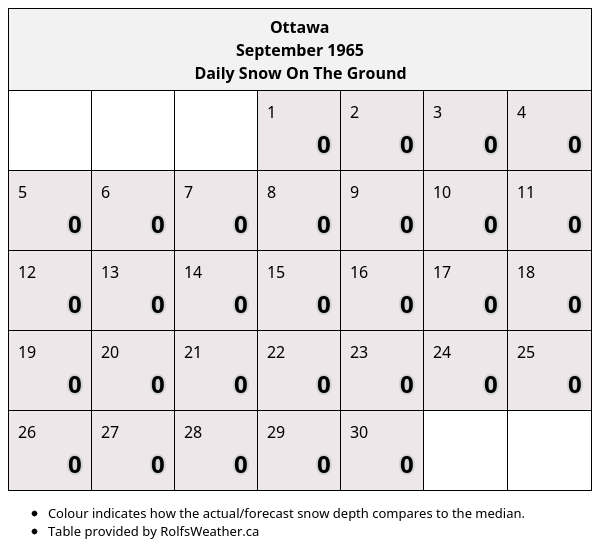 Ottawa
September 1965
Daily Snow On The Ground
1 2 3 4
0 0 0 0
5 6 7 8 9 10 11
0 0 0 0 0 0 0
12 13 14 15 16 17 18
0 0 0 0 0 0 0
19 20 21 22 23 24 25
0 0 0 0 0 0 0
26 27 28 29 30
0 0 0 0 0
• Colour indicates how the actual/forecast snow depth compares to the median.
• Table provided by RolfsWeather.ca